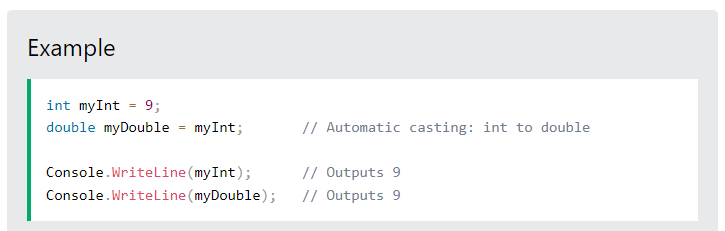 Example
int myInt = 9;
double myDouble = myInt;       // Automatic casting: int to double
Console.WriteLine(myInt);      // Outputs 9
Console.WriteLine(myDouble);   // Outputs 9